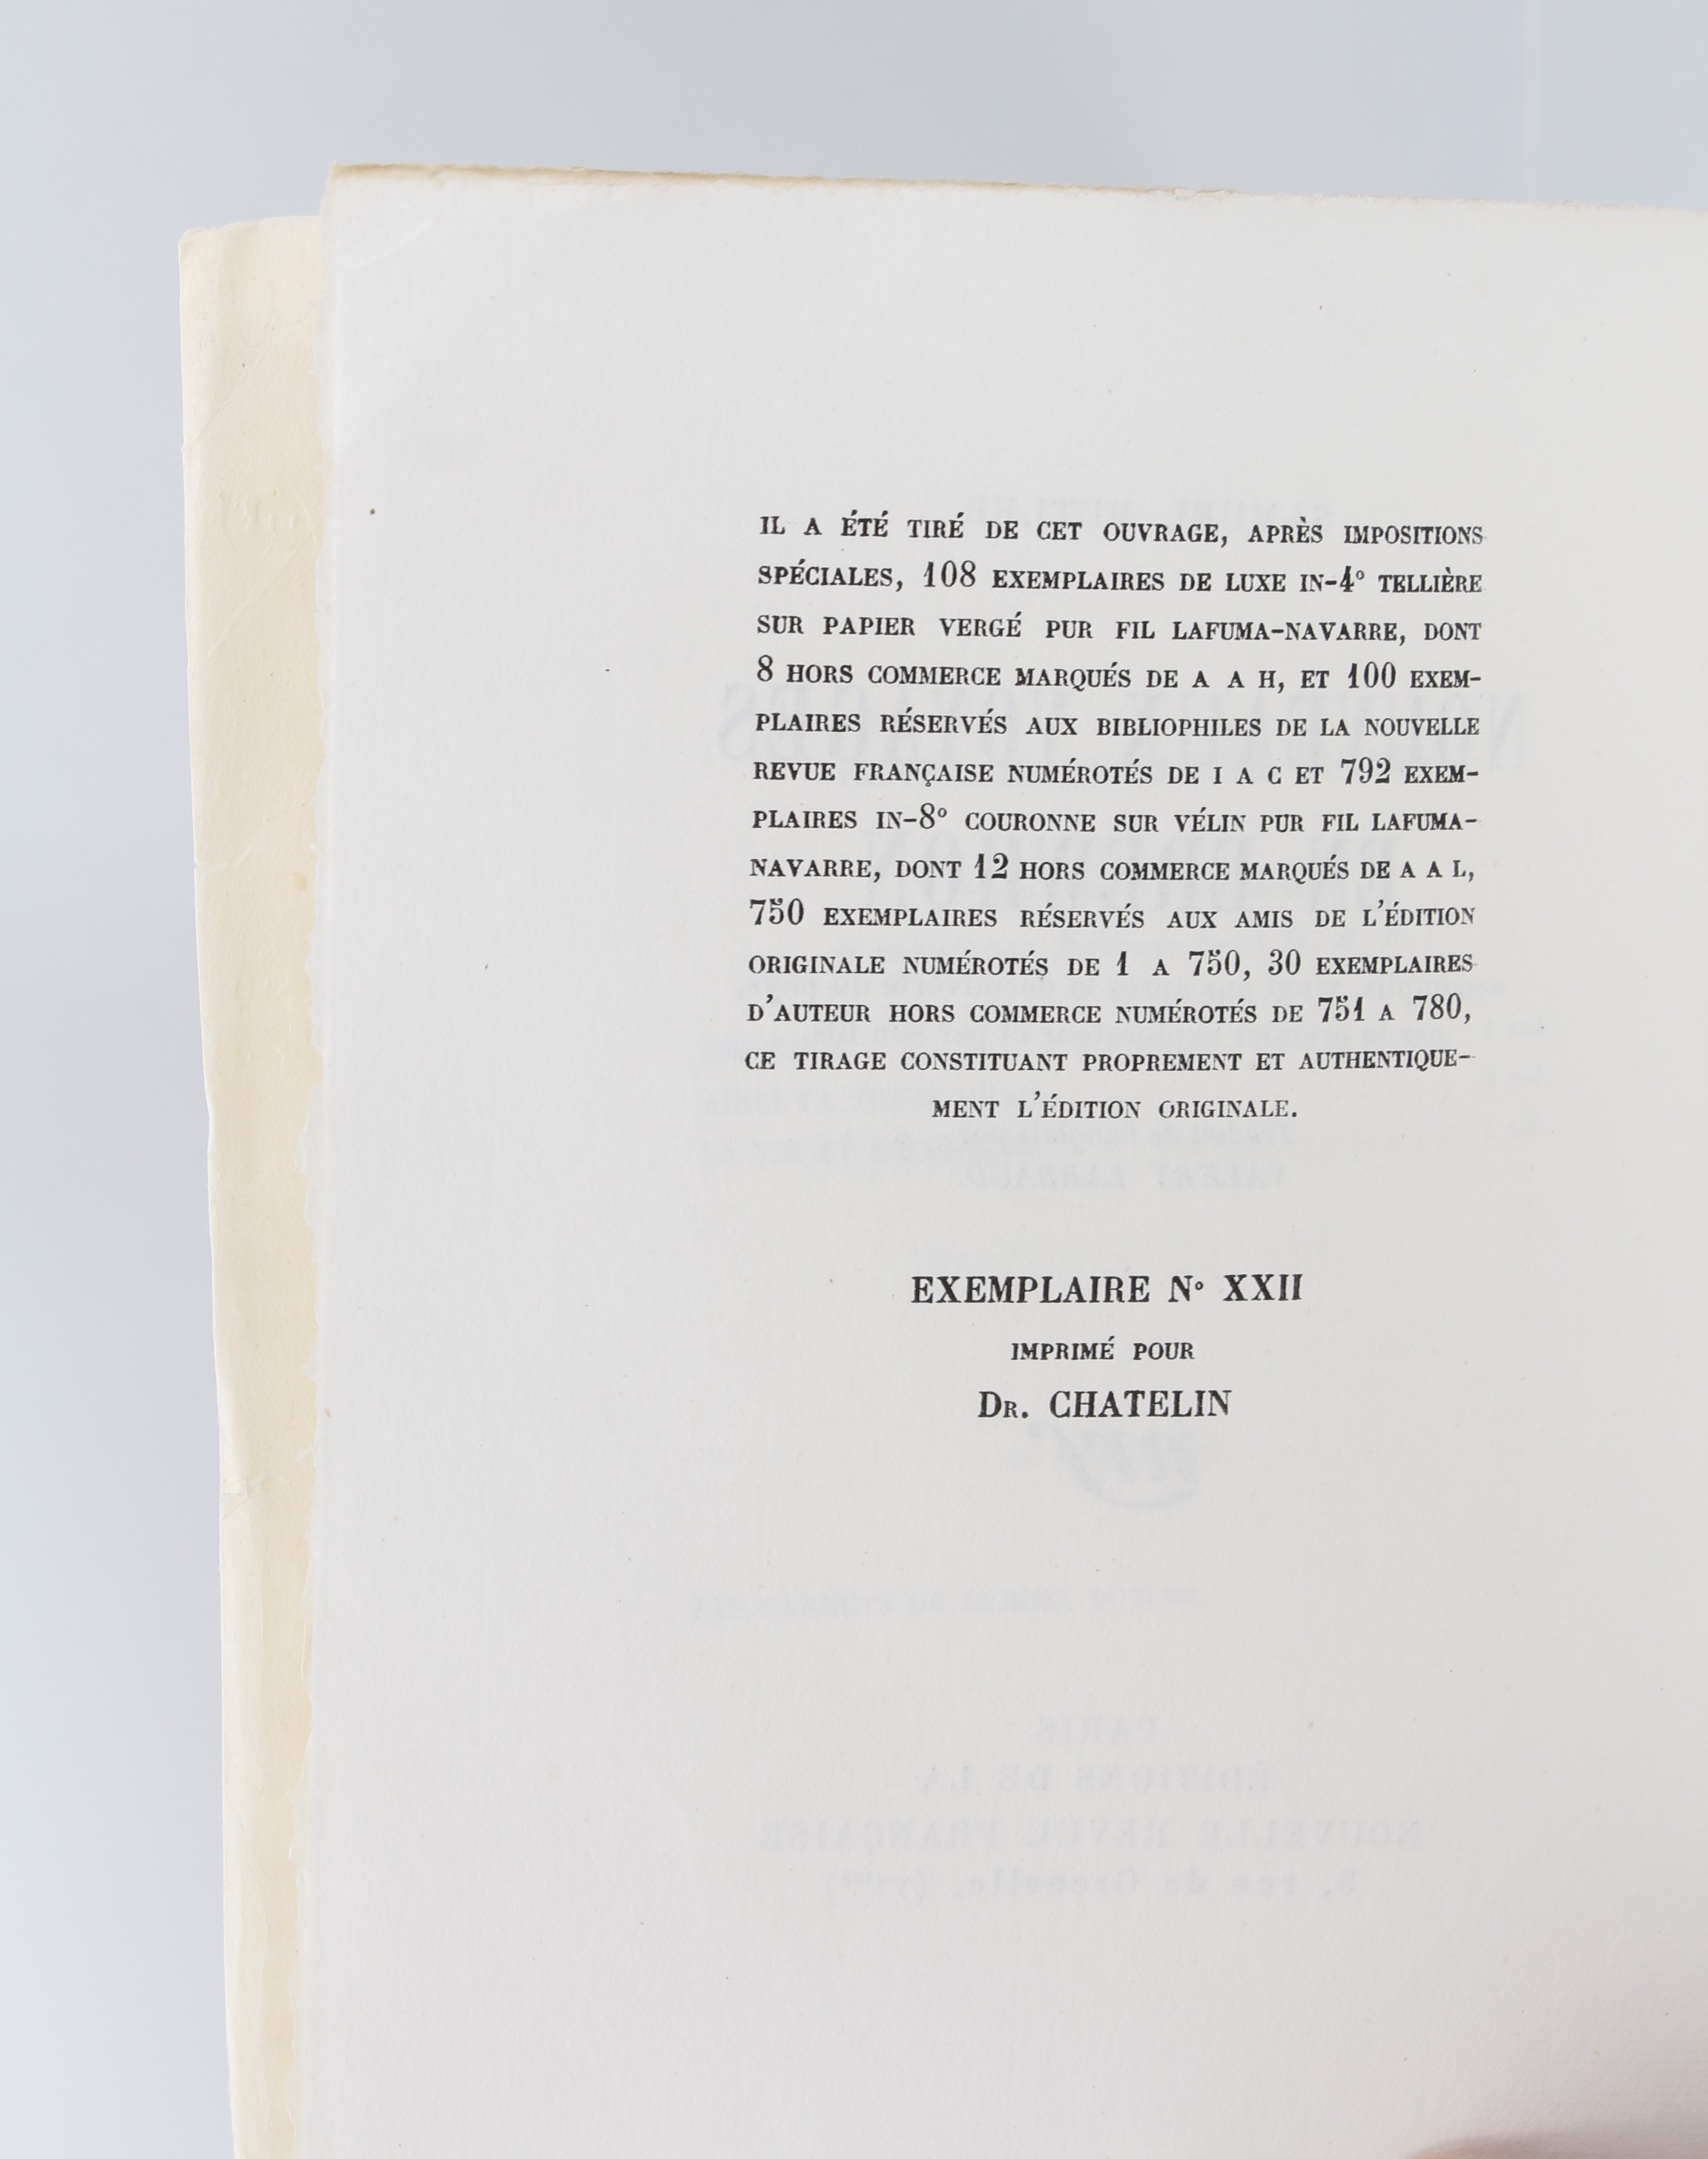 IL A ÉTÉ TIRÉ DE CET OUVRAGE, APRÈS IMPOSITIONS
SPÉCIALES, 108 EXEMPLAIRES DE LUXE IN-4° TELLIÈRE
SUR PAPIER VERGÉ PUR FIL LAFUMA-NAVARRE, DONT
8 HORS COMMERCE MARQUÉS DE A A H, ET 100 EXEM-
PLAIRES RÉSERVÉS AUX BIBLIOPHILES DE LA NOUVELLE
REVUE FRANÇAISE NUMÉROTÉS DE I A C ET 792 EXEM-
PLAIRES IN-8° COURONNE SUR VÉLIN PUR FIL LAFUMA-
NAVARRE, DONT 12 HORS COMMERCE MARQUÉS DE A A L,
750 EXEMPLAIRES RÉSERVÉS AUX AMIS DE L'ÉDITION
ORIGINALE NUMÉROTÉS DE 1 A 750, 30 EXEMPLAIRES
D'AUTEUR HORS COMMERCE NUMÉROTÉS DE 751 A 780,
CE TIRAGE CONSTITUANT PROPREMENT ET AUTHENTIQUE-
MENT L'ÉDITION ORIGINALE.
EXEMPLAIRE N° XXII
IMPRIMÉ POUR
DR. CHATELIN